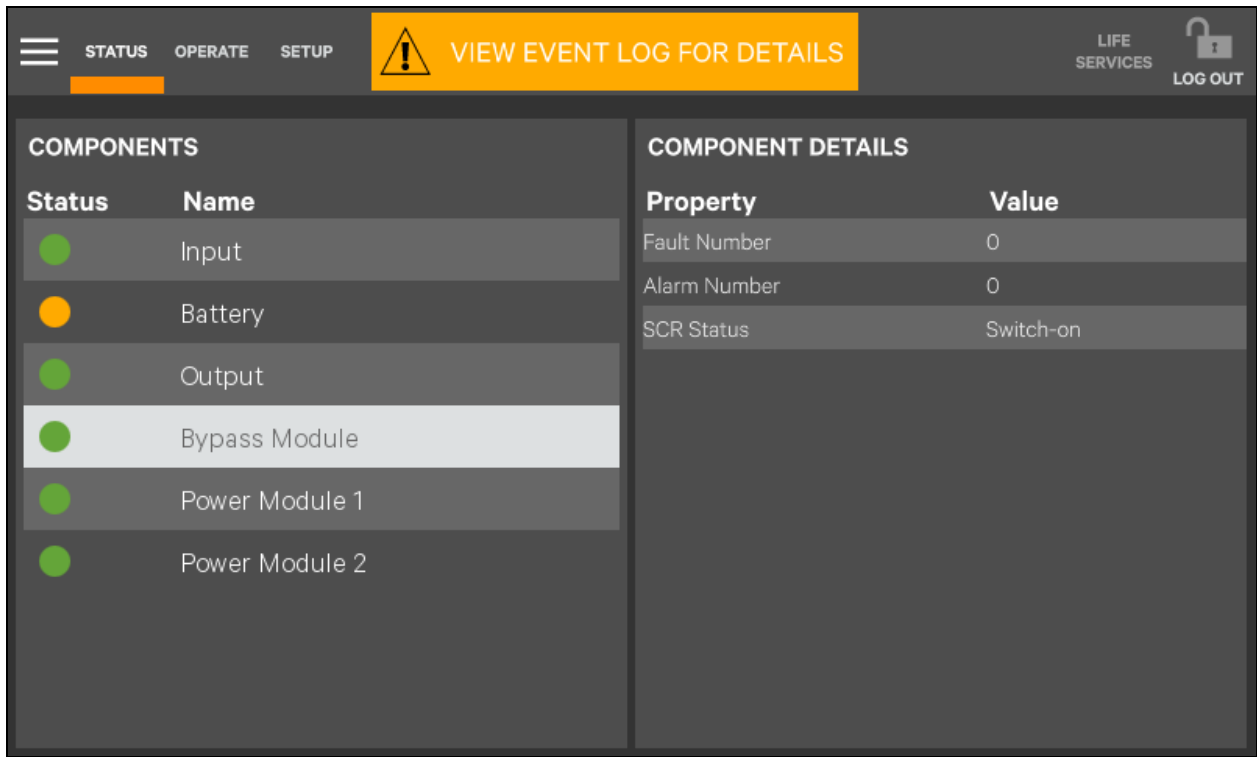 STATUS OPERATE SETUP VIEW EVENT LOG FOR DETAILS LIFE
SERVICES
LOG OUT
COMPONENTS
Status Name
Input
Battery
Output
Bypass Module
Power Module 1
Power Module 2
COMPONENT DETAILS
Property Value
Fault Number 0
Alarm Number 0
SCR Status Switch-on